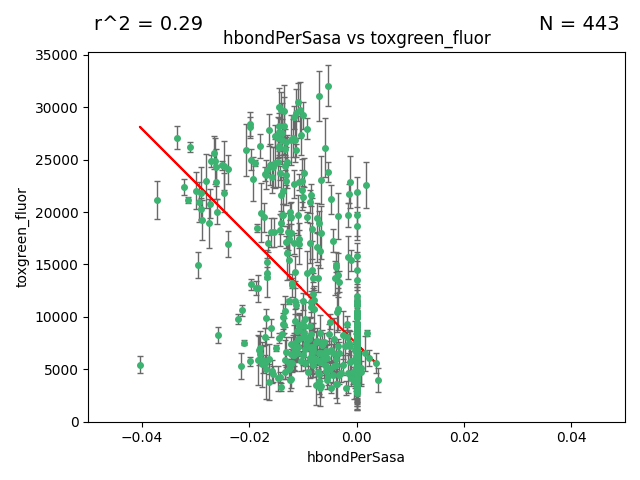 r^2 = 0.29
N = 443
hbondPerSasa vs toxgreen_fluor
35000
30000
25000
20000
15000
10000
5000
0
toxgreen_fluor
−0.04
−0.02
0.00
0.02
0.04
hbondPerSasa